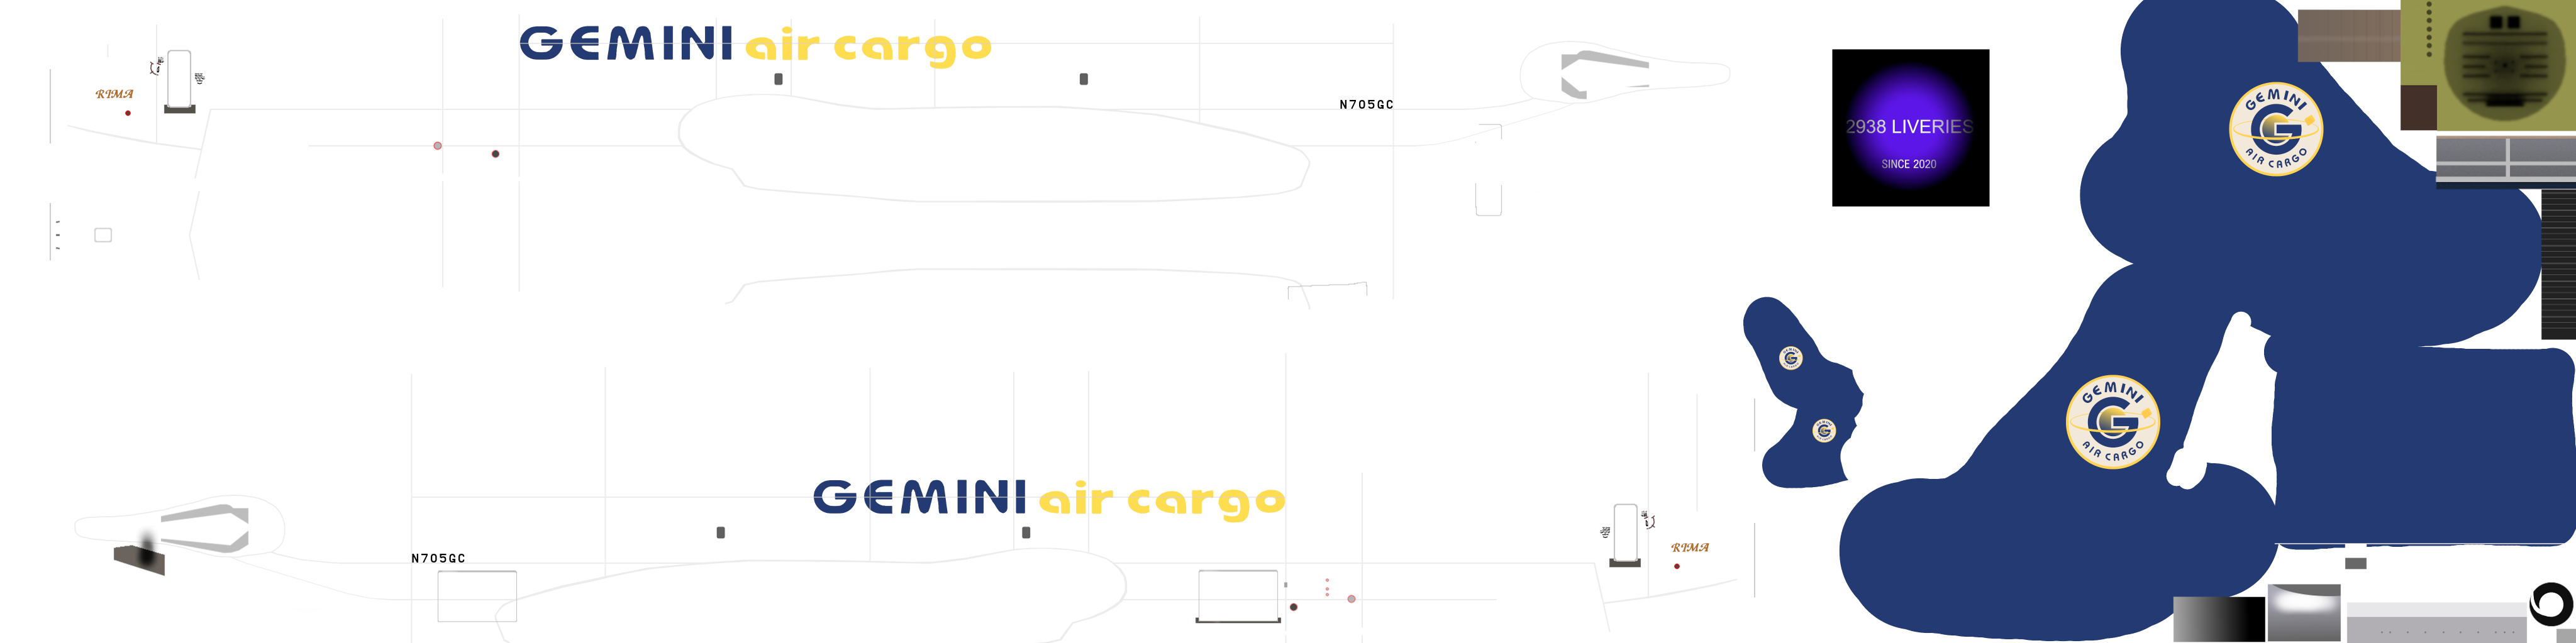 GEMINI air cargo
RIMA
N705GC
2938 LIVERIES
SINCE 2020
GEMINI
G
AIR CARGO
GEMINI
G
AIR CARGO
GEMINI air cargo
N705GC
RIMA